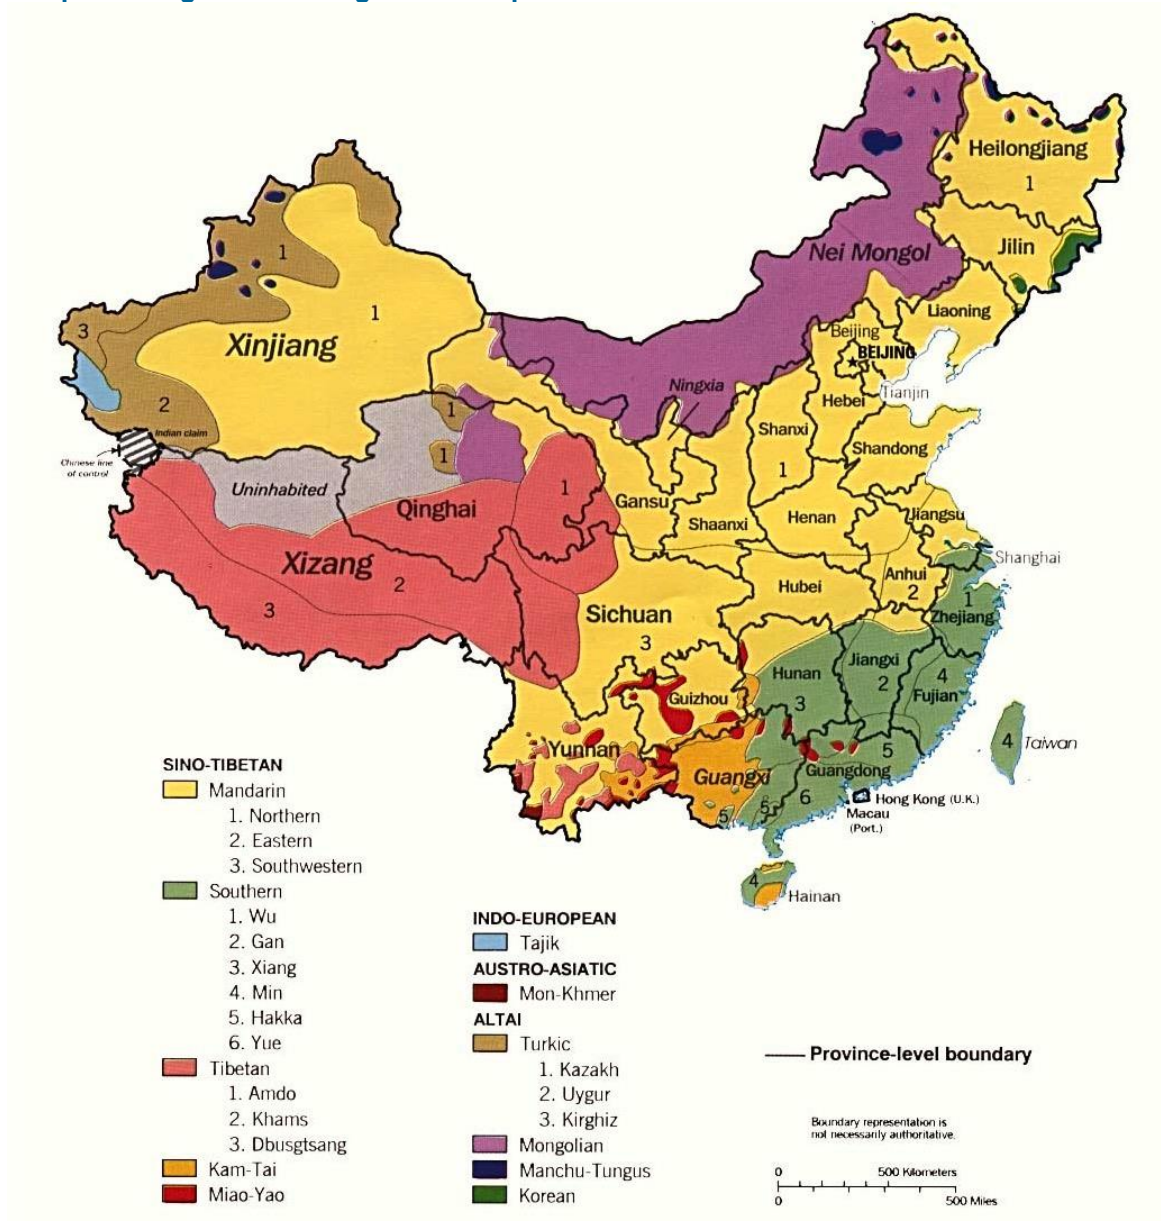 Heilongjiang
1
Jilin
Nei Mongol
Liaoning
1
3
1
Xinjiang
Beijing
BEIJING
Tianjin
Ningxia
Hebei
2
1
Indian claim
Chinese line
of control
Shanxi
Shandong
1
1
1
Uninhabited
Qinghai
Gansu
Shaanxi
Henan
Jiangsu
Shanghai
Xizang
2
3
Hubei
Anhui
2
1
Zhejiang
Sichuan
3
Hunan
3
Jiangxi
2
4
Fujian
Guizhou
Yunnan
Guangxi
5
Guangdong
4
Taiwan
5
5
6
Hong Kong (U.K.)
Macau
(Port.)
4
Hainan
SINO-TIBETAN
Mandarin
1. Northern
2. Eastern
3. Southwestern
Southern
1. Wu
2. Gan
3. Xiang
4. Min
5. Hakka
6. Yue
Tibetan
1. Amdo
2. Khams
3. Dbusgtsang
Kam-Tai
Miao-Yao
INDO-EUROPEAN
Tajik
AUSTRO-ASIATIC
Mon-Khmer
ALTAI
Turkic
1. Kazakh
2. Uygur
3. Kirghiz
Mongolian
Manchu-Tungus
Korean
Province-level boundary
Boundary representation is
not necessarily authoritative.
0 500 Kilometers
0 500 Miles